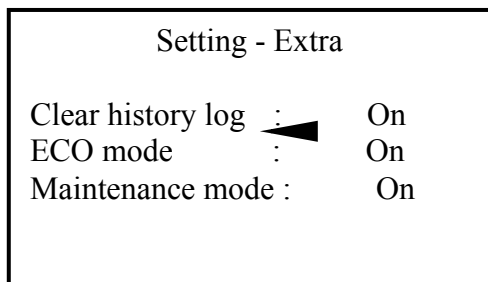 Setting - Extra
Clear history log : On
ECO mode : On
Maintenance mode : On